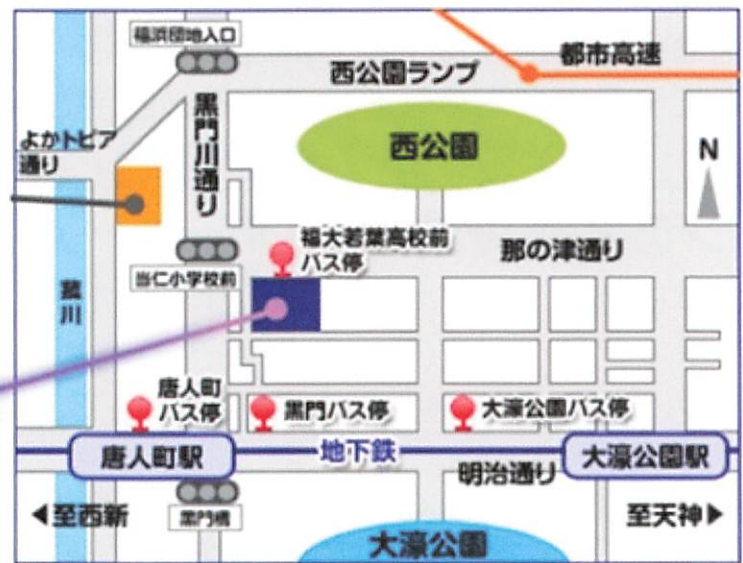 福浜団地入口
都市高速
西公園ランプ
よかトピア
通り
黒門川通り
西公園
N
福大若葉高校前
バス停
那の津通り
当仁小学校前
菰川
唐人町
バス停
黒門バス停
大濠公園バス停
唐人町駅
地下鉄
大濠公園駅
明治通り
◀至西新
黒門橋
至天神▶
大濠公園